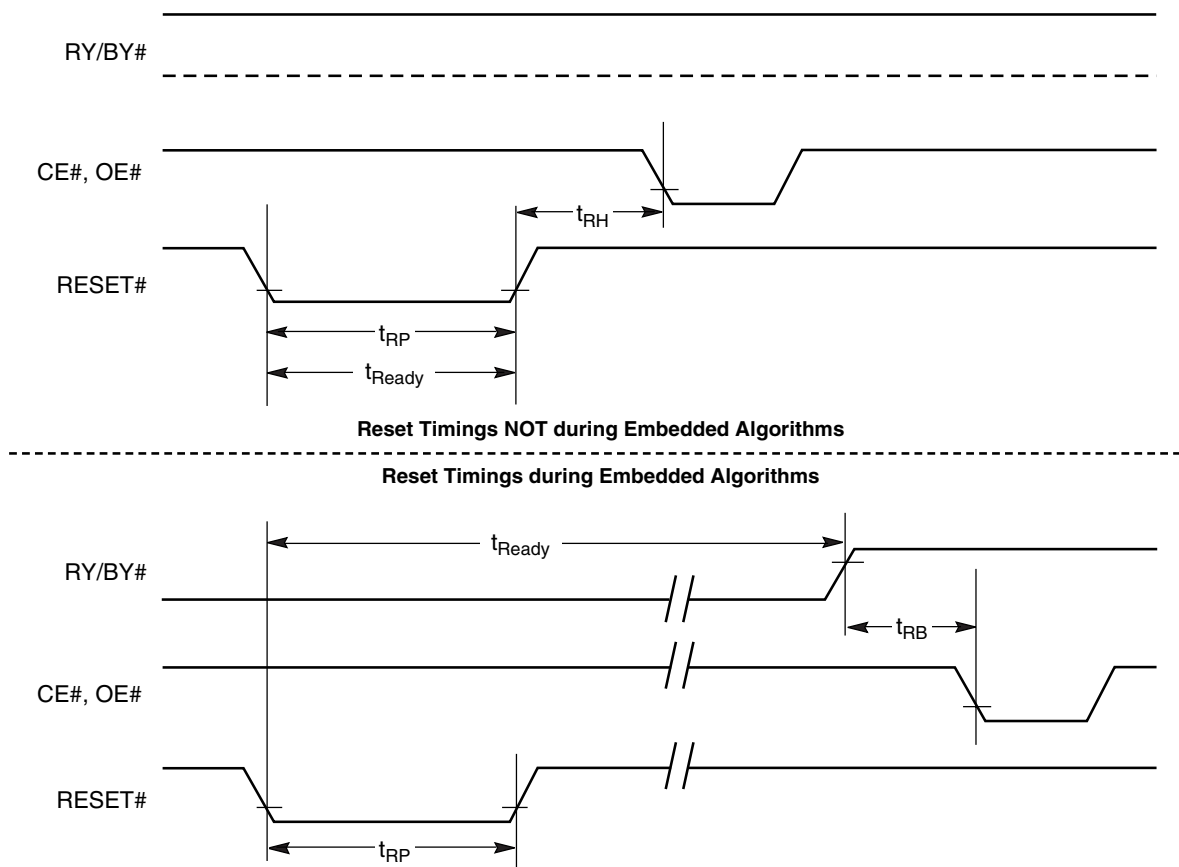 RY/BY#
CE#, OE#
tRH
RESET#
tRP
tReady
Reset Timings NOT during Embedded Algorithms
Reset Timings during Embedded Algorithms
tReady
RY/BY#
tRB
CE#, OE#
RESET#
tRP